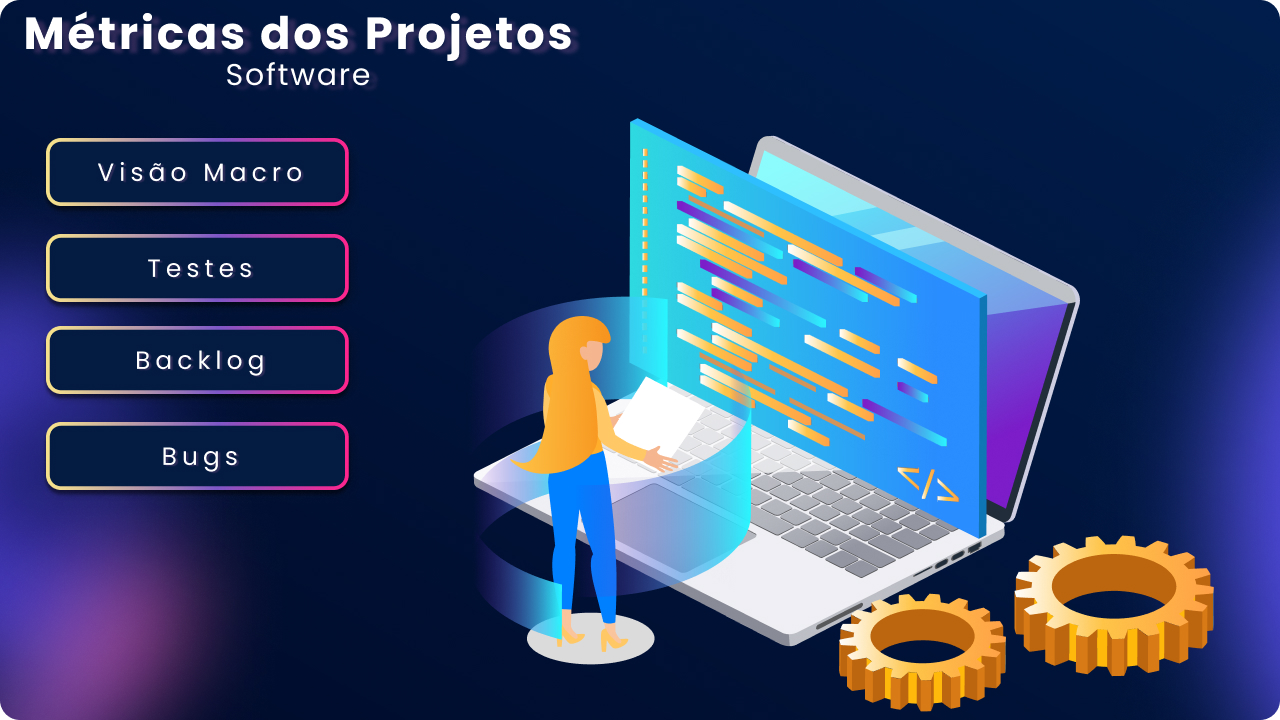 Métricas dos Projetos
Software
Visão Macro
Testes
Backlog
Bugs
</>